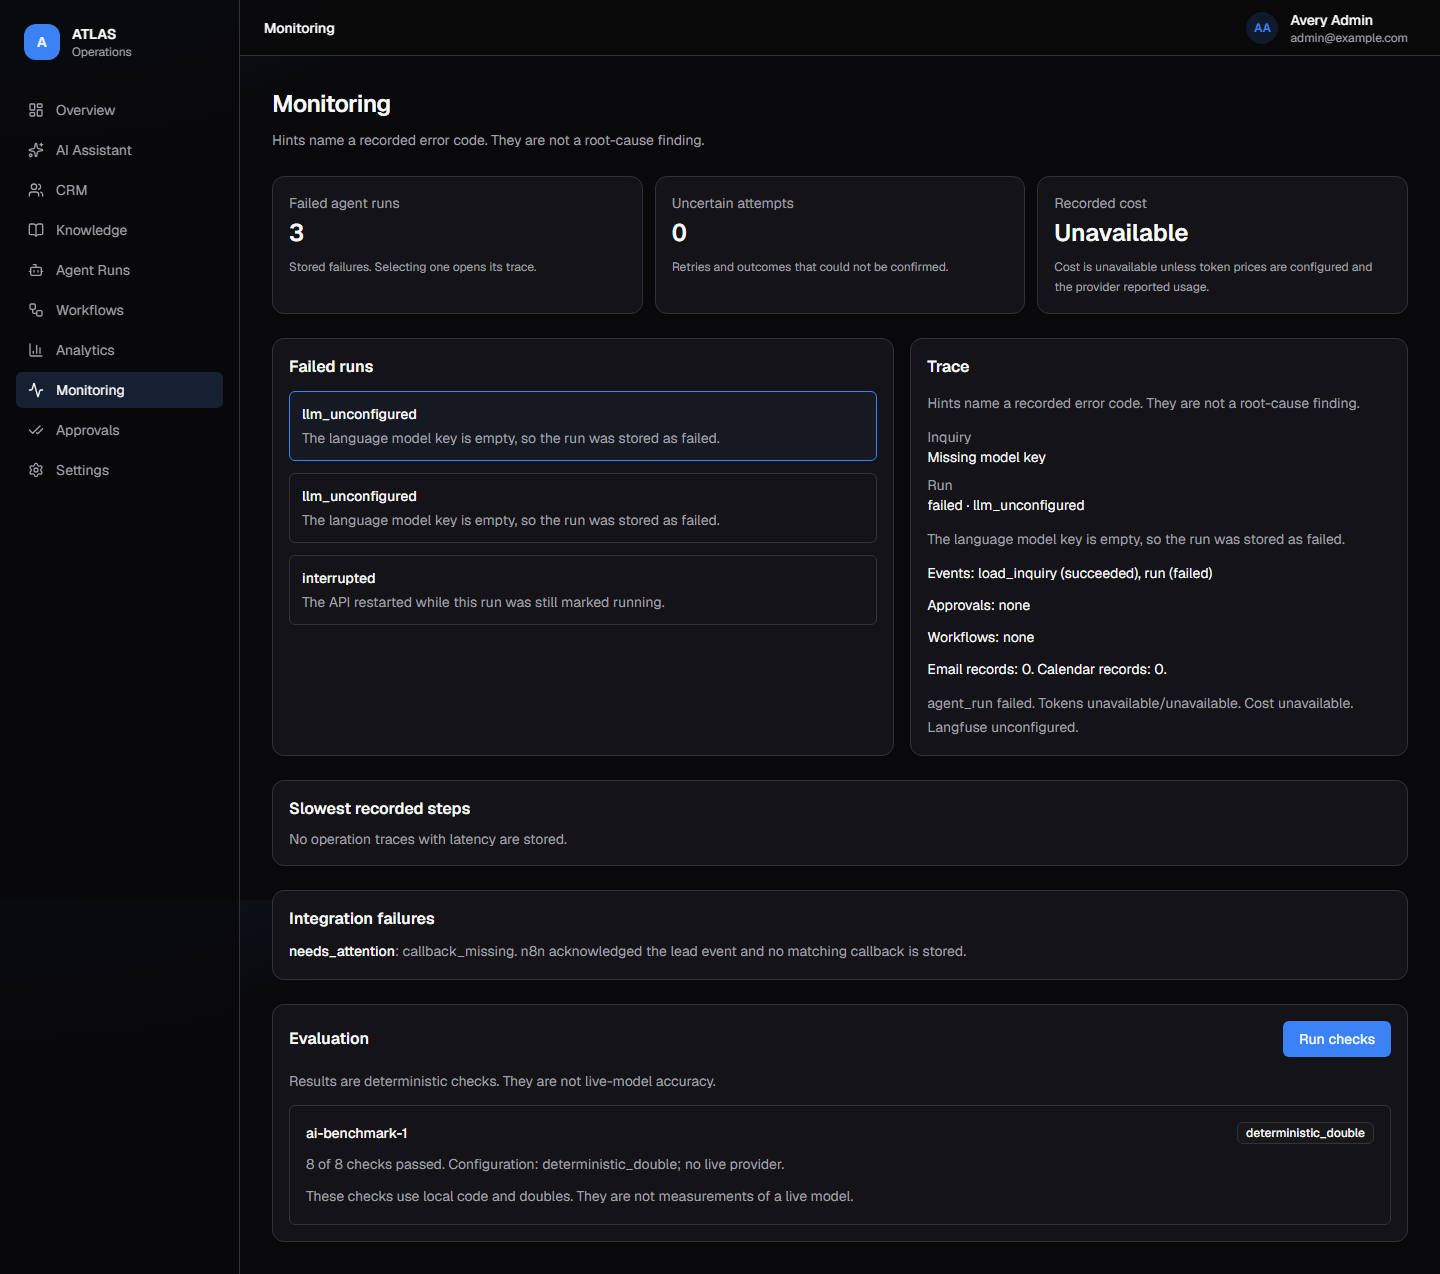 A
ATLAS
Operations
Overview
AI Assistant
CRM
Knowledge
Agent Runs
Workflows
Analytics
Monitoring
Approvals
Settings
Monitoring
AA
Avery Admin
admin@example.com
Monitoring
Hints name a recorded error code. They are not a root-cause finding.
Failed agent runs
3
Stored failures. Selecting one opens its trace.
Uncertain attempts
0
Retries and outcomes that could not be confirmed.
Recorded cost
Unavailable
Cost is unavailable unless token prices are configured and
the provider reported usage.
Failed runs
llm_unconfigured
The language model key is empty, so the run was stored as failed.
llm_unconfigured
The language model key is empty, so the run was stored as failed.
interrupted
The API restarted while this run was still marked running.
Trace
Hints name a recorded error code. They are not a root-cause finding.
Inquiry
Missing model key
Run
failed · llm_unconfigured
The language model key is empty, so the run was stored as failed.
Events: load_inquiry (succeeded), run (failed)
Approvals: none
Workflows: none
Email records: 0. Calendar records: 0.
agent_run failed. Tokens unavailable/unavailable. Cost unavailable.
Langfuse unconfigured.
Slowest recorded steps
No operation traces with latency are stored.
Integration failures
needs_attention: callback_missing. n8n acknowledged the lead event and no matching callback is stored.
Evaluation
Run checks
Results are deterministic checks. They are not live-model accuracy.
ai-benchmark-1
deterministic_double
8 of 8 checks passed. Configuration: deterministic_double; no live provider.
These checks use local code and doubles. They are not measurements of a live model.